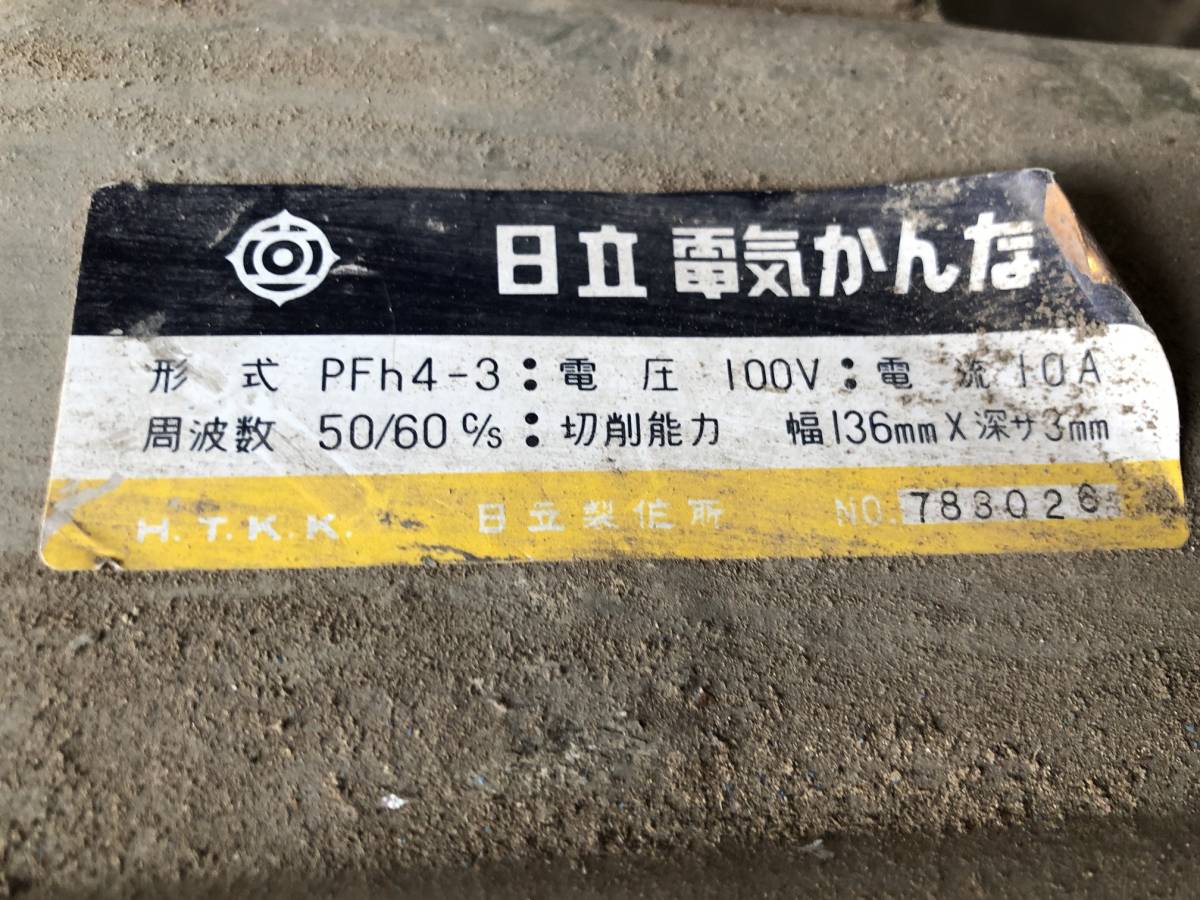 日立 電気かんな
形式 PFh4-3：電圧 100V：電流 10A
周波数 50/60 c/s：切削能力 幅136mm X 深サ3mm
H.T.K.K. 日立製作所 NO.783026